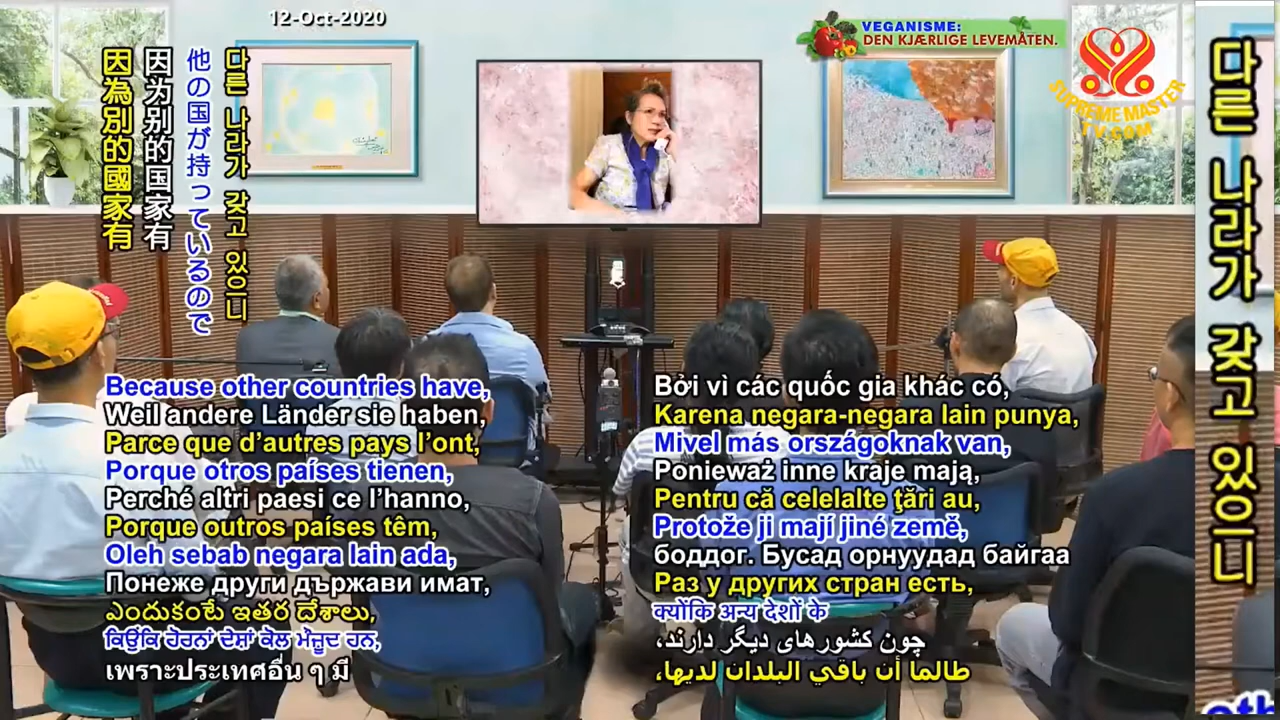 12-Oct-2020
VEGANISME:
DEN KJÆRLIGE LEVEMÅTEN.
SUPREME MASTER
TV.COM
因為別的國家有
因为别的国家有
他の国が持っているので
다른 나라가 갖고 있으니
다른 나라가 갖고 있으니
Because other countries have,
Weil andere Länder sie haben,
Parce que d'autres pays l'ont,
Porque otros países tienen,
Perché altri paesi ce l'hanno,
Porque outros países têm,
Oleh sebab negara lain ada,
Понеже други държави имат,
ఎందుకంటే ఇతర దేశాలు,
ਕਿਉਂਕਿ ਹੋਰਨਾਂ ਦੇਸ਼ਾਂ ਕੋਲ ਮੌਜੂਦ ਹਨ,
เพราะประเทศอื่น ๆ มี
Bởi vì các quốc gia khác có,
Karena negara-negara lain punya,
Mivel más országoknak van,
Ponieważ inne kraje mają,
Pentru că celelalte ţări au,
Protože ji mají jiné země,
боддог. Бусад орнуудад байгаа
Раз у других стран есть,
क्योंकि अन्य देशों के
چون کشورهای دیگر دارند،
طالما أن باقي البلدان لديها،